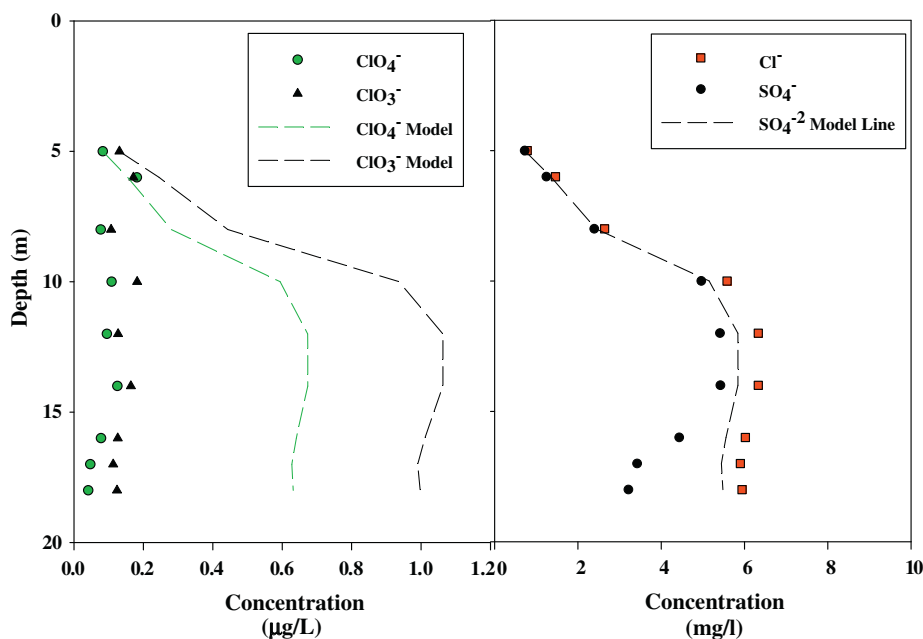 0
5
10
15
20
Depth (m)
ClO₄⁻
ClO₃⁻
ClO₄⁻ Model
ClO₃⁻ Model
0.0 0.2 0.4 0.6 0.8 1.0 1.2
Concentration
(μg/L)
Cl⁻
SO₄⁻
SO₄⁻² Model Line
2 4 6 8 10
Concentration
(mg/l)